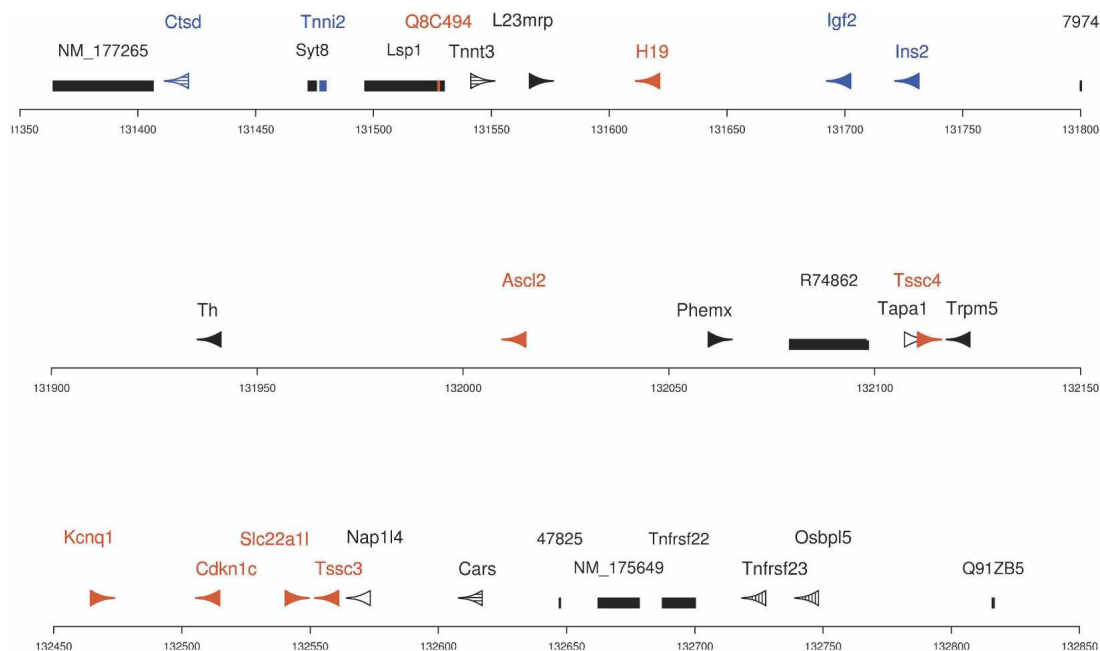 Ctsd Tnni2 Q8C494 L23mrp Igf2 7974
NM_177265 Syt8 Lsp1 Tnnt3 H19 Ins2
131400 131450 131500 131550 131600 131650 131700 131750 131800
Ascl2 R74862 Tssc4
Th Phemx Tapa1 Trpm5
131900 131950 132000 132050 132100 132150
Kcnq1 Slc22a1l Nap1l4 47825 Tnfrsf22 Osbpl5
Cdkn1c Tssc3 Cars NM_175649 Tnfrsf23 Q91ZB5
132450 132500 132550 132600 132650 132700 132750 132800 132850